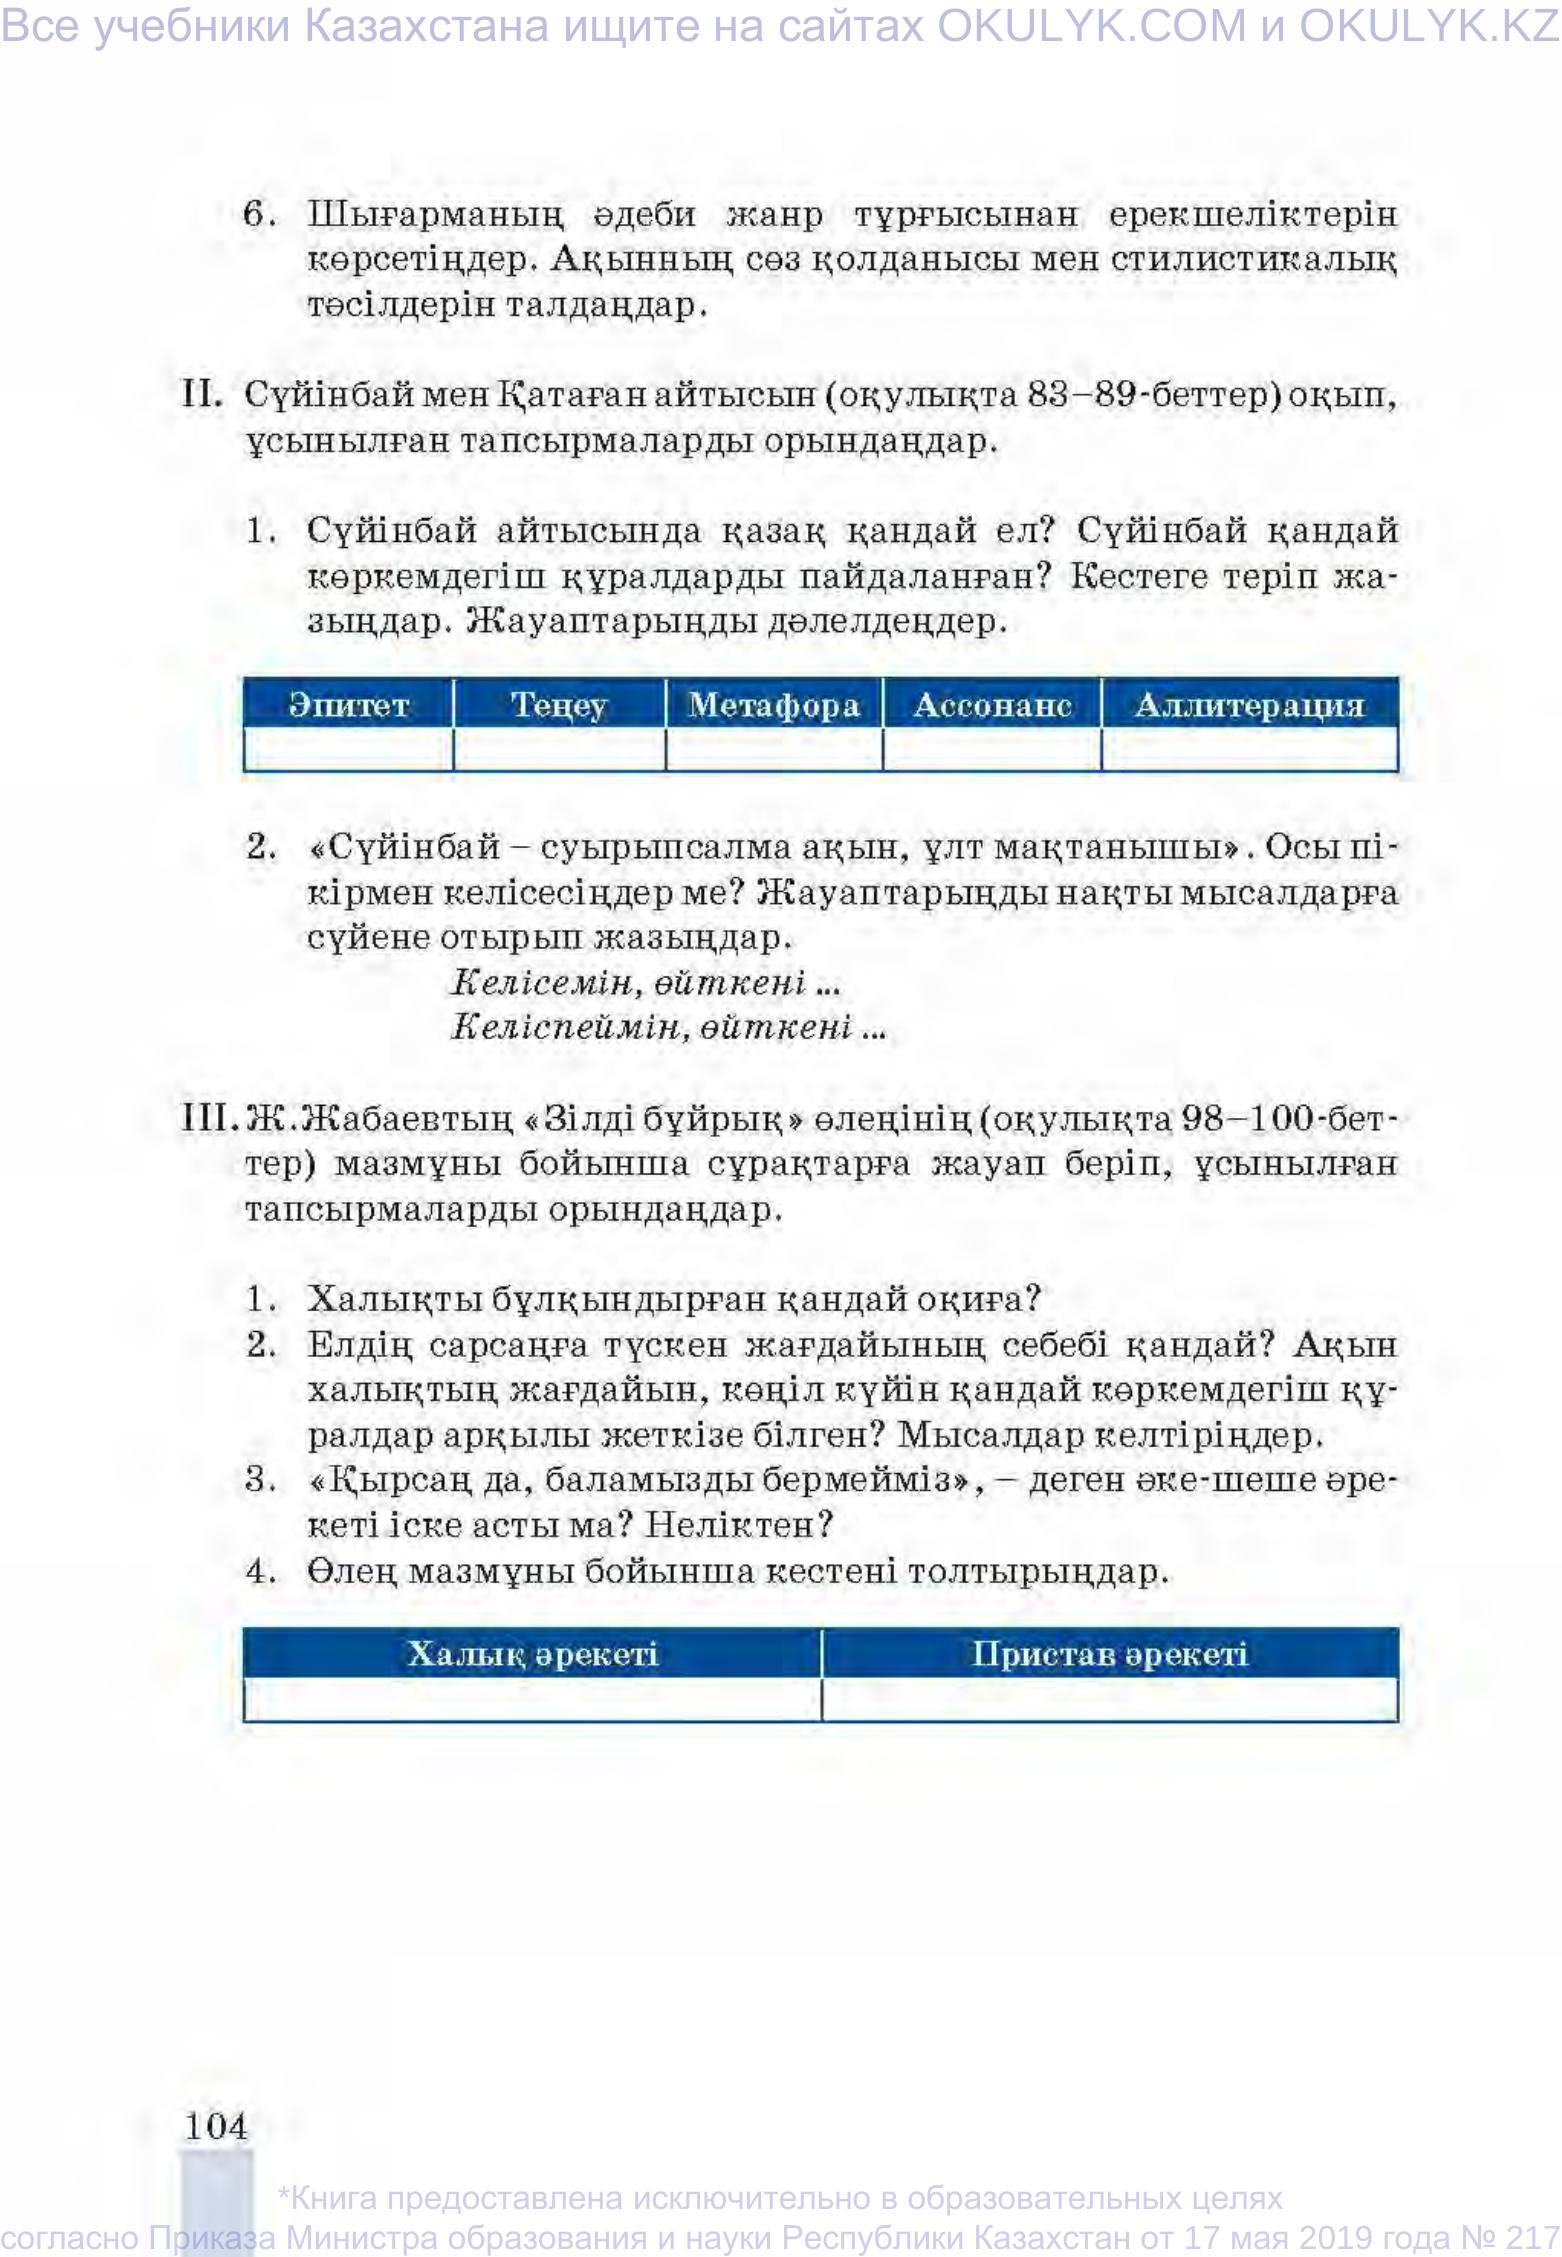 Все учебники Казахстана ищите на сайтах OKULYK.COM и OKULYK.KZ
6. Шығарманың әдеби жанр тұрғысынан ерекшеліктерін
көрсетіңдер. Ақынның сөз қолданысы мен стилистикалық
тәсілдерін талдаңдар.
II. Сүйінбай мен Қатаған айтысын (оқулықта 83–89-беттер) оқып,
ұсынылған тапсырмаларды орындаңдар.
1. Сүйінбай айтысында қазақ қандай ел? Сүйінбай қандай
көркемдегіш құралдарды пайдаланған? Кестеге теріп жа-
зыңдар. Жауаптарыңды дәлелдеңдер.
Эпитет Теңеу Метафора Ассонанс Аллитерация
2. «Сүйінбай – суырыпсалма ақын, ұлт мақтанышы». Осы пі-
кірмен келісесіңдер ме? Жауаптарыңды нақты мысалдарға
сүйене отырып жазыңдар.
Келісемін, өйткені ...
Келіспеймін, өйткені ...
III. Ж.Жабаевтың «Зілді бұйрық» өлеңінің (оқулықта 98–100-бет-
тер) мазмұны бойынша сұрақтарға жауап беріп, ұсынылған
тапсырмаларды орындаңдар.
1. Халықты бұлқындырған қандай оқиға?
2. Елдің сарсаңға түскен жағдайының себебі қандай? Ақын
халықтың жағдайын, көңіл күйін қандай көркемдегіш құ-
ралдар арқылы жеткізе білген? Мысалдар келтіріңдер.
3. «Қырсаң да, баламызды бермейміз», – деген әке-шеше әре-
кеті іске асты ма? Неліктен?
4. Өлең мазмұны бойынша кестені толтырыңдар.
Халық әрекеті Пристав әрекеті
104
*Книга предоставлена исключительно в образовательных целях
согласно Приказа Министра образования и науки Республики Казахстан от 17 мая 2019 года № 217